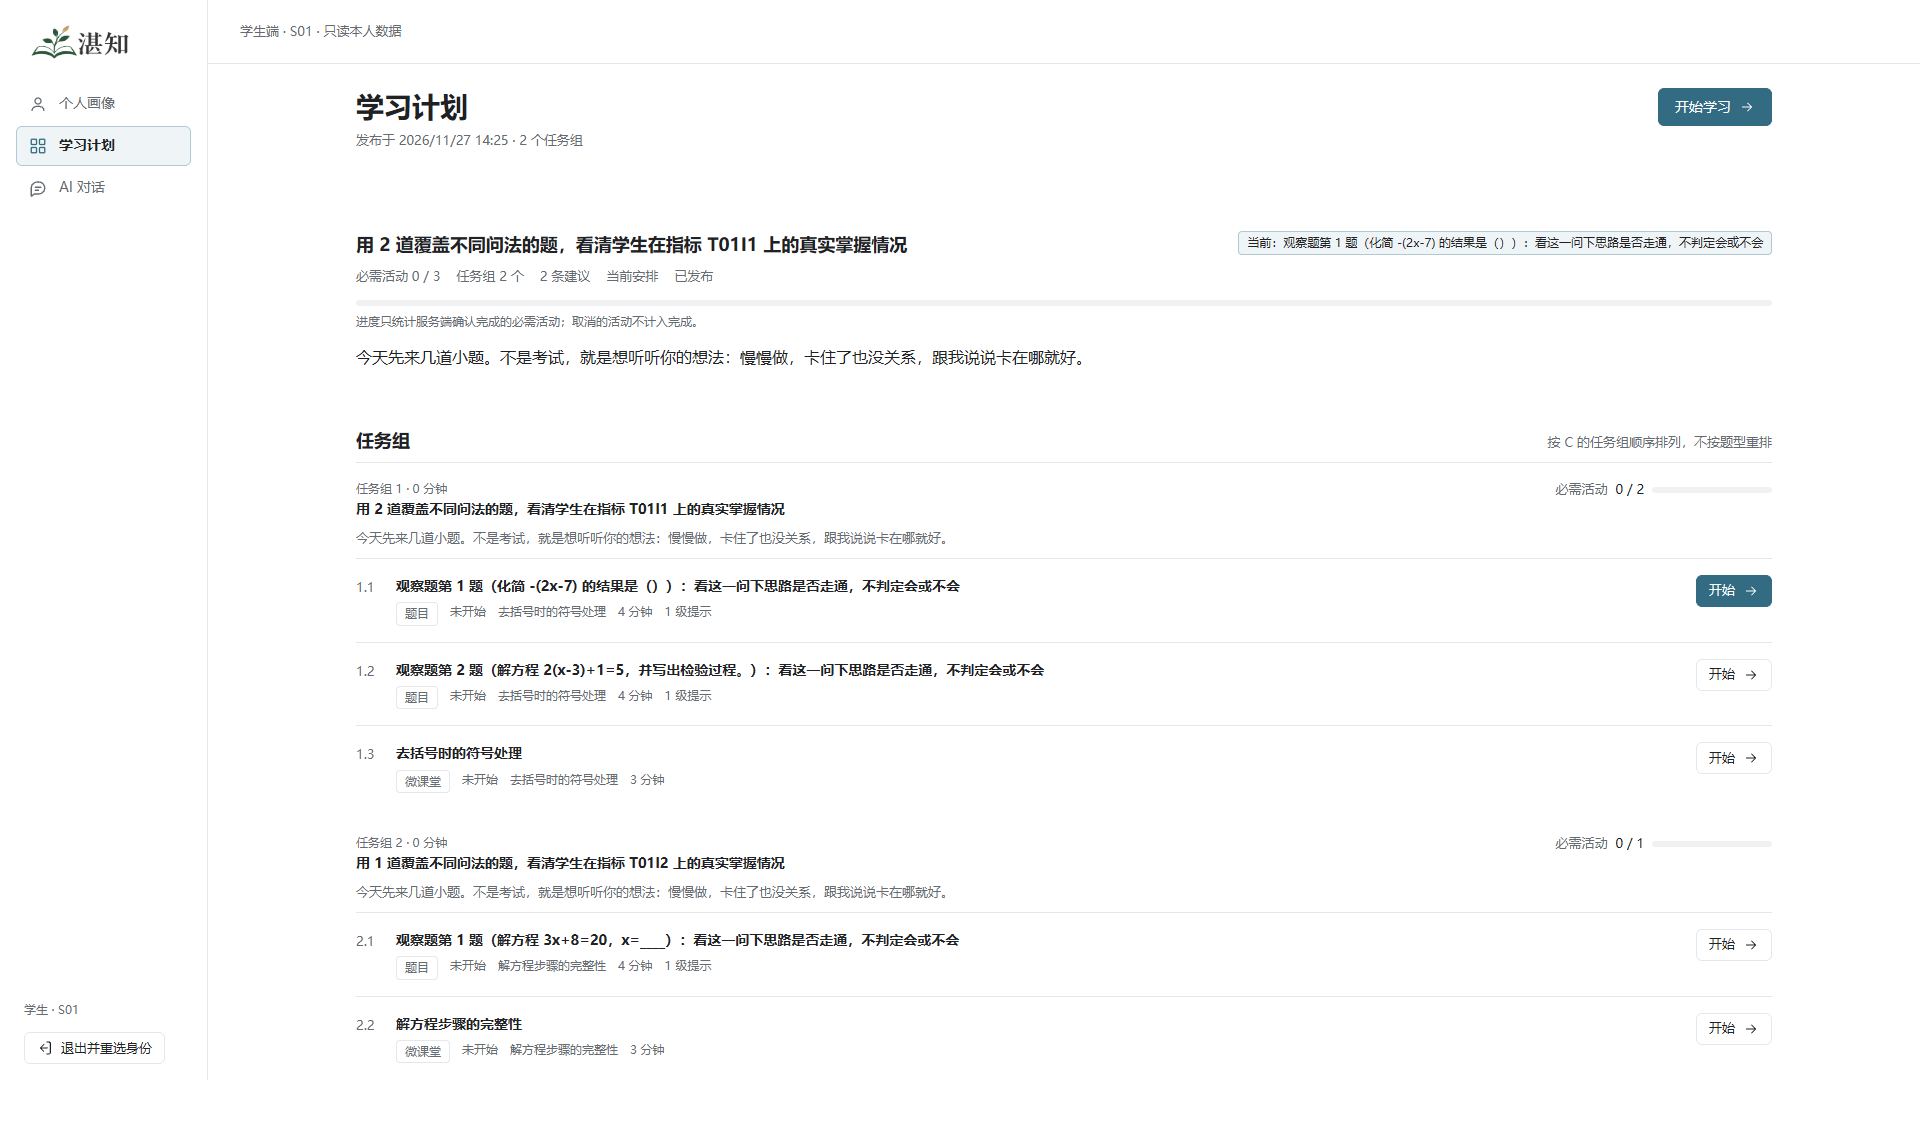 湛知
学生端 · S01 · 只读本人数据
个人画像
学习计划
AI 对话
学习计划
开始学习
发布于 2026/11/27 14:25 · 2 个任务组
用 2 道覆盖不同问法的题，看清学生在指标 T01I1 上的真实掌握情况
当前：观察题第 1 题（化简 -(2x-7) 的结果是（））：看这一问下思路是否走通，不判定会或不会
必需活动 0 / 3 任务组 2 个 2 条建议 当前安排 已发布
进度只统计服务端确认完成的必需活动；取消的活动不计入完成。
今天先来几道小题。不是考试，就是想听听你的想法：慢慢做，卡住了也没关系，跟我说说卡在哪就好。
任务组
按 C 的任务组顺序排列，不按题型重排
任务组 1 · 0 分钟
必需活动 0 / 2
用 2 道覆盖不同问法的题，看清学生在指标 T01I1 上的真实掌握情况
今天先来几道小题。不是考试，就是想听听你的想法：慢慢做，卡住了也没关系，跟我说说卡在哪就好。
1.1 观察题第 1 题（化简 -(2x-7) 的结果是（））：看这一问下思路是否走通，不判定会或不会
开始
题目 未开始 去括号时的符号处理 4 分钟 1 级提示
1.2 观察题第 2 题（解方程 2(x-3)+1=5，并写出检验过程。）：看这一问下思路是否走通，不判定会或不会
开始
题目 未开始 去括号时的符号处理 4 分钟 1 级提示
1.3 去括号时的符号处理
开始
微课堂 未开始 去括号时的符号处理 3 分钟
任务组 2 · 0 分钟
必需活动 0 / 1
用 1 道覆盖不同问法的题，看清学生在指标 T01I2 上的真实掌握情况
今天先来几道小题。不是考试，就是想听听你的想法：慢慢做，卡住了也没关系，跟我说说卡在哪就好。
2.1 观察题第 1 题（解方程 3x+8=20，x=___）：看这一问下思路是否走通，不判定会或不会
开始
题目 未开始 解方程步骤的完整性 4 分钟 1 级提示
2.2 解方程步骤的完整性
开始
微课堂 未开始 解方程步骤的完整性 3 分钟
学生 · S01
退出并重选身份